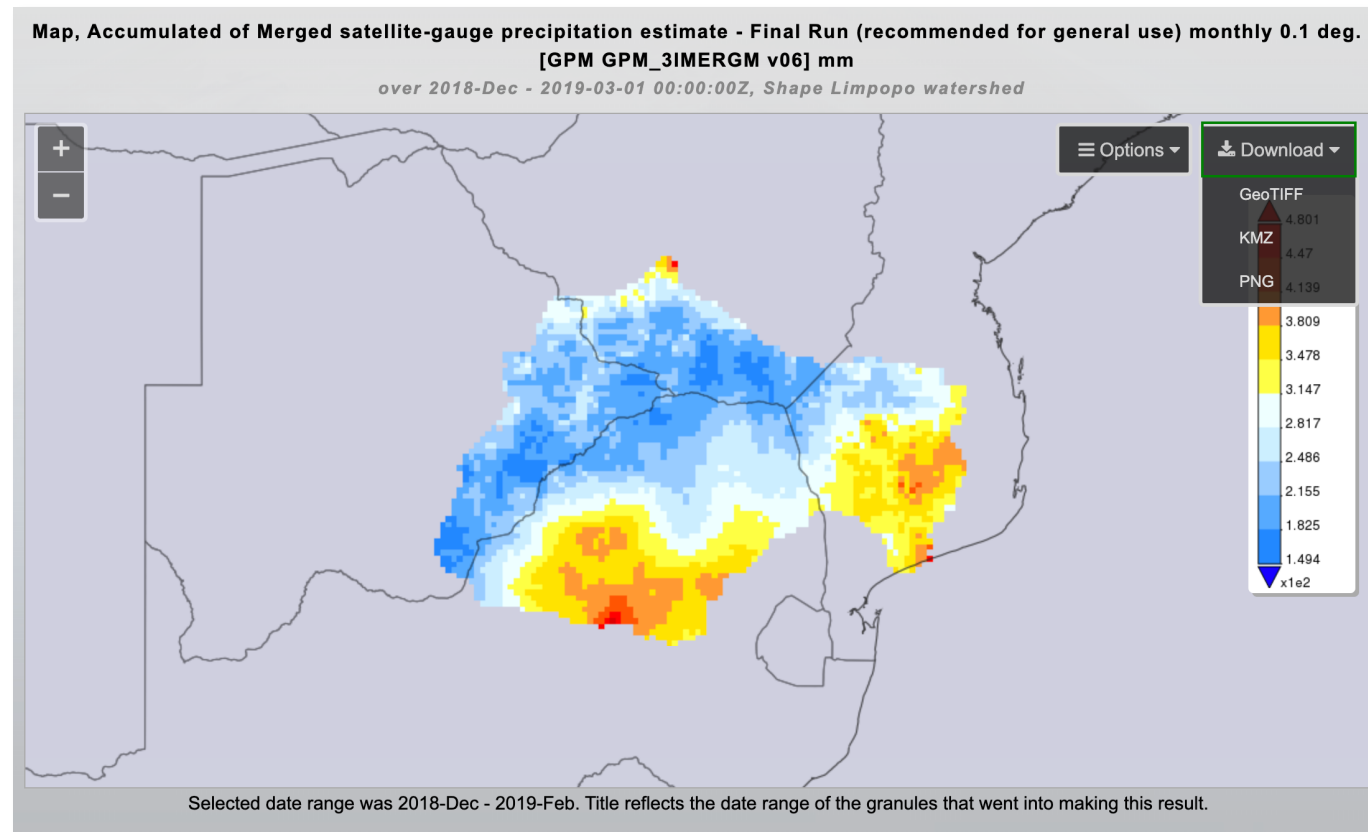 Map, Accumulated of Merged satellite-gauge precipitation estimate - Final Run (recommended for general use) monthly 0.1 deg.
[GPM GPM_3IMERGM v06] mm
over 2018-Dec - 2019-03-01 00:00:00Z, Shape Limpopo watershed
+
−
Options
Download
GeoTIFF
KMZ
PNG
4.801
4.47
4.139
3.809
3.478
3.147
2.817
2.486
2.155
1.825
1.494
x1e2
Selected date range was 2018-Dec - 2019-Feb. Title reflects the date range of the granules that went into making this result.